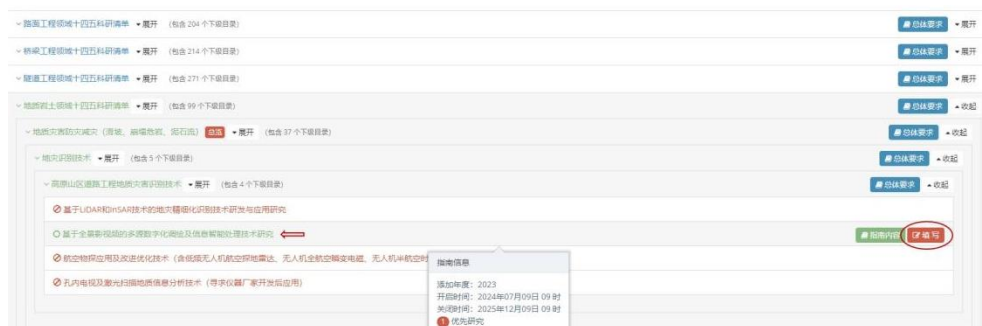 路面工程领域十四五科研清单 展开 (包含 204 个下级目录) 总体要求 展开
桥梁工程领域十四五科研清单 展开 (包含 214 个下级目录) 总体要求 展开
隧道工程领域十四五科研清单 展开 (包含 271 个下级目录) 总体要求 展开
地质岩土领域十四五科研清单 展开 (包含 99 个下级目录) 总体要求 收起
地质灾害防灾减灾(滑坡、崩塌危岩、泥石流) 展开 (包含 37 个下级目录) 总体要求 收起
地灾识别技术 展开 (包含 5 个下级目录) 总体要求 收起
高原山区道路工程地质灾害识别技术 展开 (包含 4 个下级目录) 总体要求 收起
基于LiDAR和InSAR技术的地灾精细化识别技术研发与应用研究
基于全景影视频的多源数字化测绘及信息智能处理技术研究 指南内容 填写
航空物探应用及改进优化技术(含低频无人机航空探地雷达、无人机全航空瞬变电磁、无人机半航空时
孔内电视及激光扫描地质信息分析技术(寻求仪器厂家开发后应用)
指南信息
添加年度:2023
开启时间:2024年07月09日 09 时
关闭时间:2025年12月09日 09 时
1 优先研究